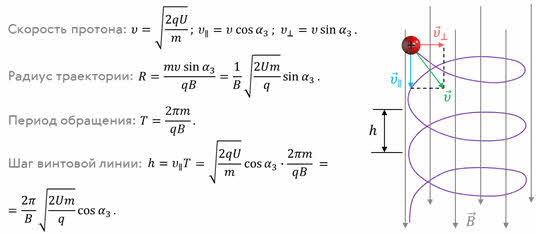 Скорость протона: υ = √(2qU/m) ; υ∥ = υ cos α₃ ; υ⊥ = υ sin α₃ .
Радиус траектории: R = mυ sin α₃ / qB = 1/B √(2Um/q) sin α₃ .
Период обращения: T = 2πm/qB .
Шаг винтовой линии: h = υ∥T = √(2qU/m) cos α₃ · 2πm/qB =
= 2π/B √(2Um/q) cos α₃ .
+
υ⃗⊥
υ⃗∥
υ⃗
h
B⃗